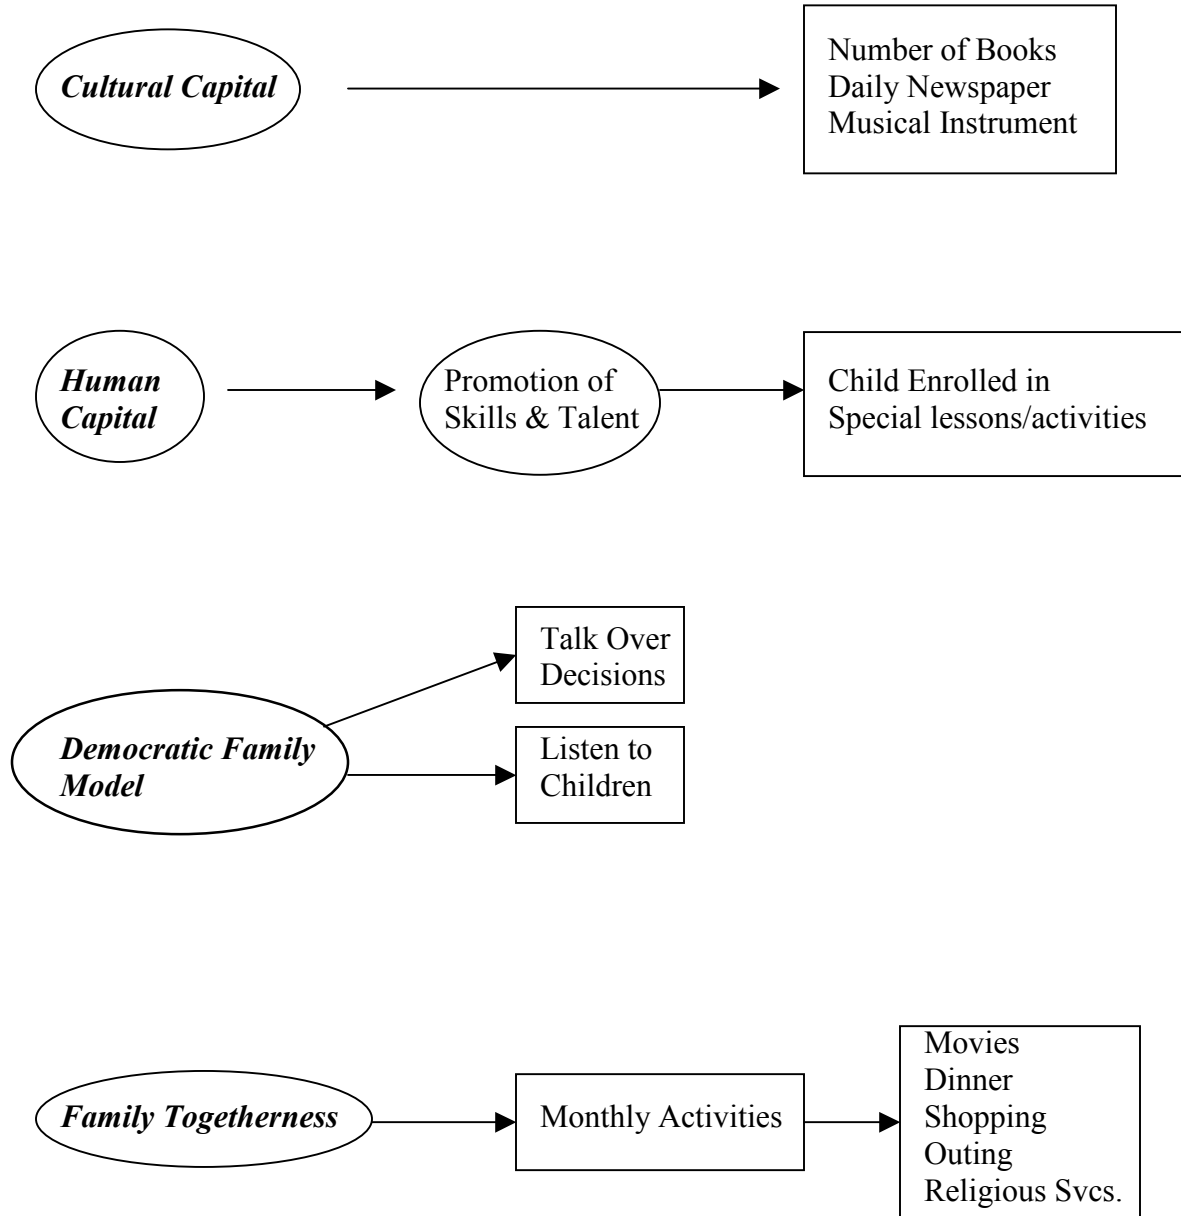 Cultural Capital
Number of Books
Daily Newspaper
Musical Instrument
Human
Capital
Promotion of
Skills & Talent
Child Enrolled in
Special lessons/activities
Democratic Family
Model
Talk Over
Decisions
Listen to
Children
Family Togetherness
Monthly Activities
Movies
Dinner
Shopping
Outing
Religious Svcs.